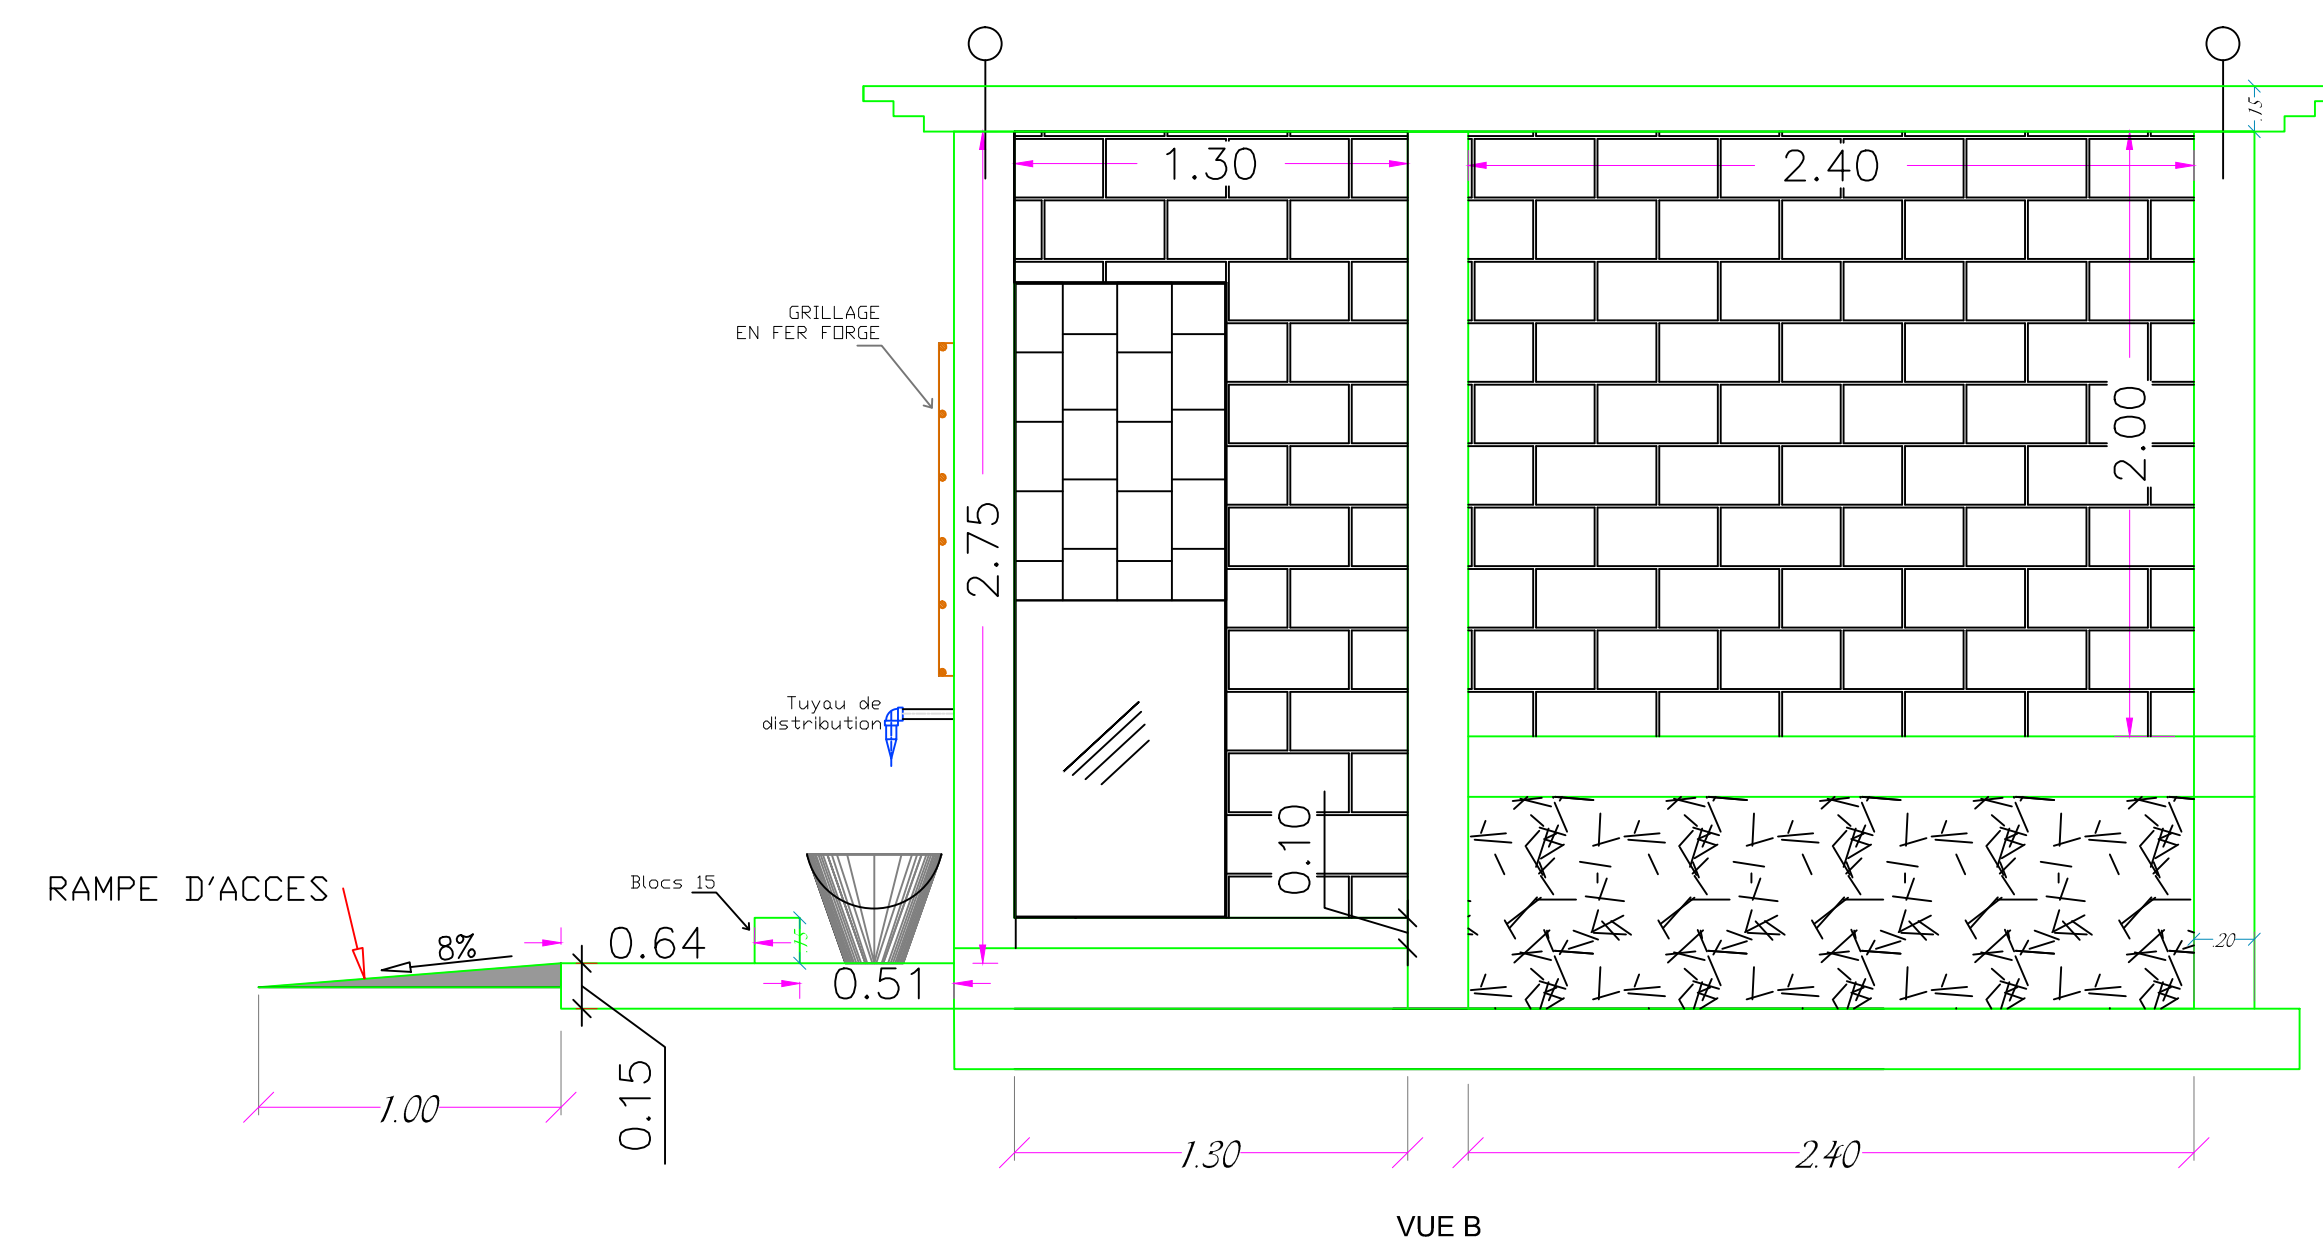 .15
1.30
2.40
GRILLAGE
EN FER FORGE
2.00
2.75
Tuyau de
distribution
0.10
Blocs 15
RAMPE D'ACCES
8%
0.64
.15
.20
0.51
0.15
1.00
1.30
2.40
VUE B